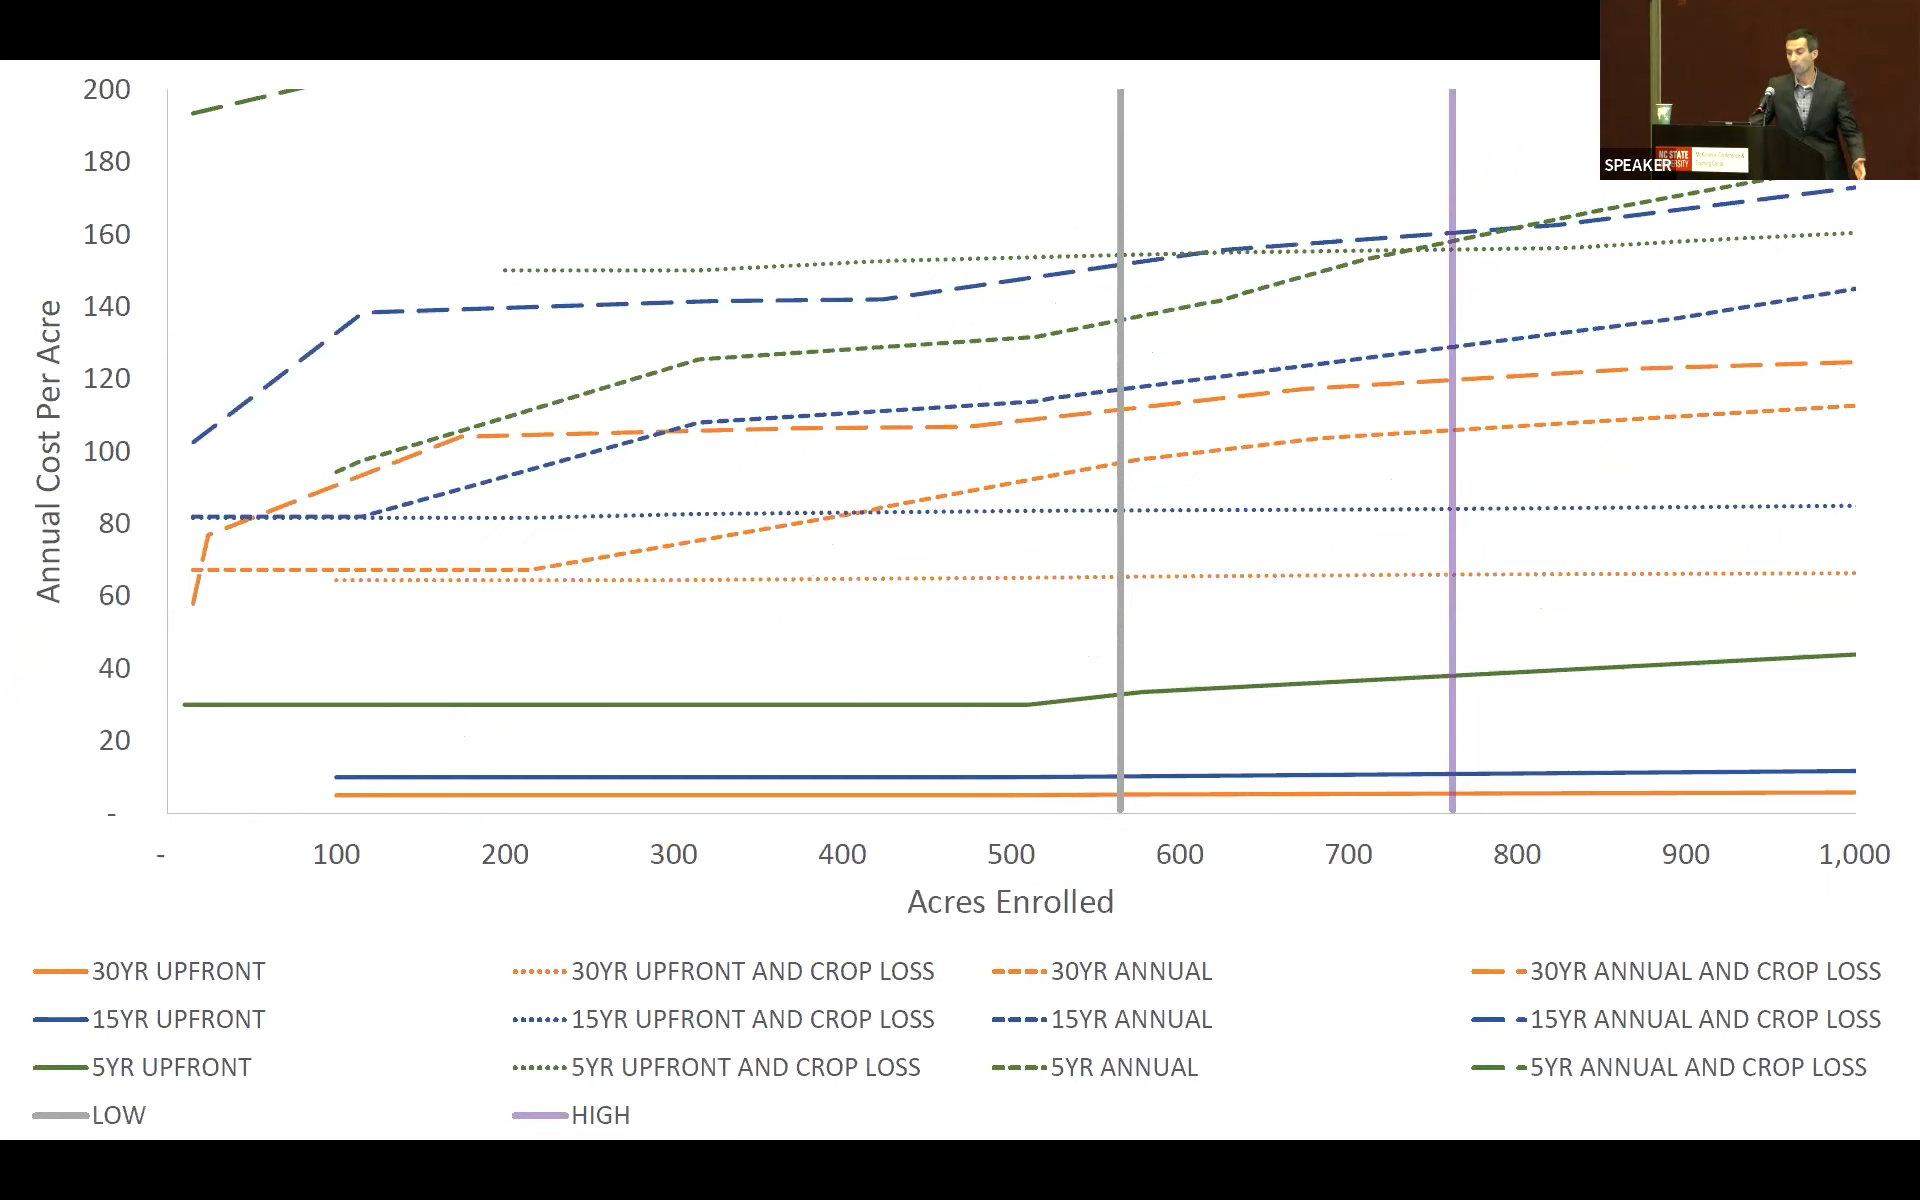 200
180
160
140
120
100
80
60
40
20
-
Annual Cost Per Acre
- 100 200 300 400 500 600 700 800 900 1,000
Acres Enrolled
30YR UPFRONT 30YR UPFRONT AND CROP LOSS 30YR ANNUAL 30YR ANNUAL AND CROP LOSS
15YR UPFRONT 15YR UPFRONT AND CROP LOSS 15YR ANNUAL 15YR ANNUAL AND CROP LOSS
5YR UPFRONT 5YR UPFRONT AND CROP LOSS 5YR ANNUAL 5YR ANNUAL AND CROP LOSS
LOW HIGH
SPEAKER
NC STATE